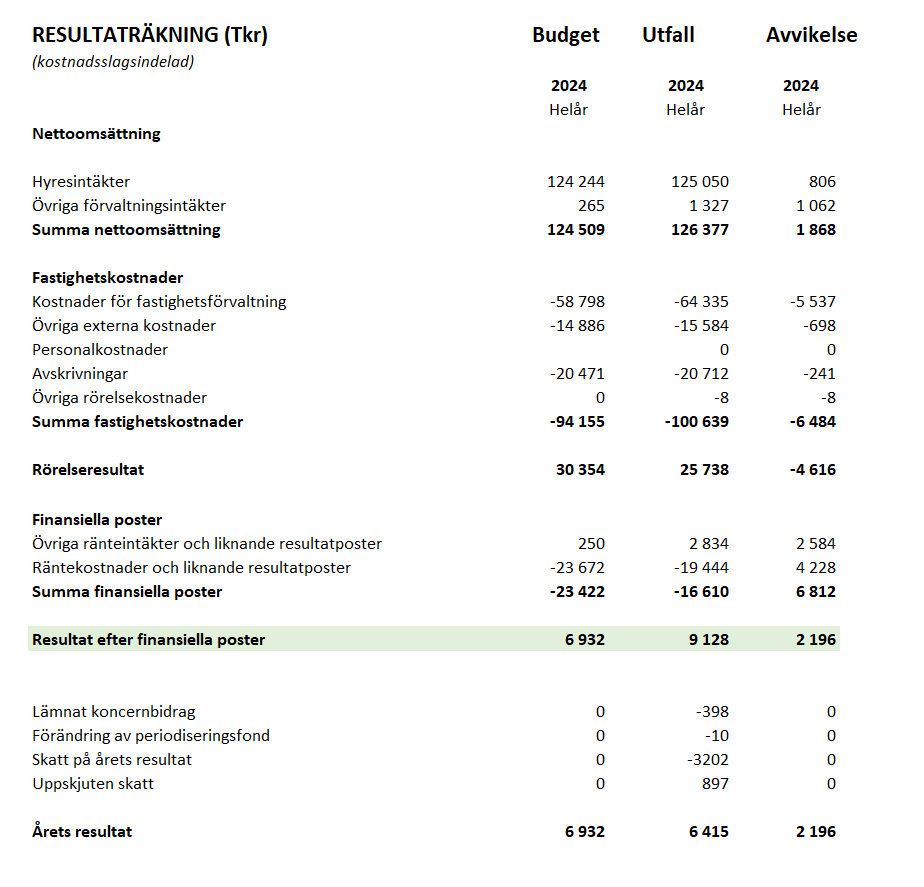 RESULTATRÄKNING (Tkr) Budget Utfall Avvikelse
(kostnadsslagsindelad)
2024 2024 2024
Helår Helår Helår
Nettoomsättning
Hyresintäkter 124 244 125 050 806
Övriga förvaltningsintäkter 265 1 327 1 062
Summa nettoomsättning 124 509 126 377 1 868
Fastighetskostnader
Kostnader för fastighetsförvaltning -58 798 -64 335 -5 537
Övriga externa kostnader -14 886 -15 584 -698
Personalkostnader 0 0
Avskrivningar -20 471 -20 712 -241
Övriga rörelsekostnader 0 -8 -8
Summa fastighetskostnader -94 155 -100 639 -6 484
Rörelseresultat 30 354 25 738 -4 616
Finansiella poster
Övriga ränteintäkter och liknande resultatposter 250 2 834 2 584
Räntekostnader och liknande resultatposter -23 672 -19 444 4 228
Summa finansiella poster -23 422 -16 610 6 812
Resultat efter finansiella poster 6 932 9 128 2 196
Lämnat koncernbidrag 0 -398 0
Förändring av periodiseringsfond 0 -10 0
Skatt på årets resultat 0 -3202 0
Uppskjuten skatt 0 897 0
Årets resultat 6 932 6 415 2 196